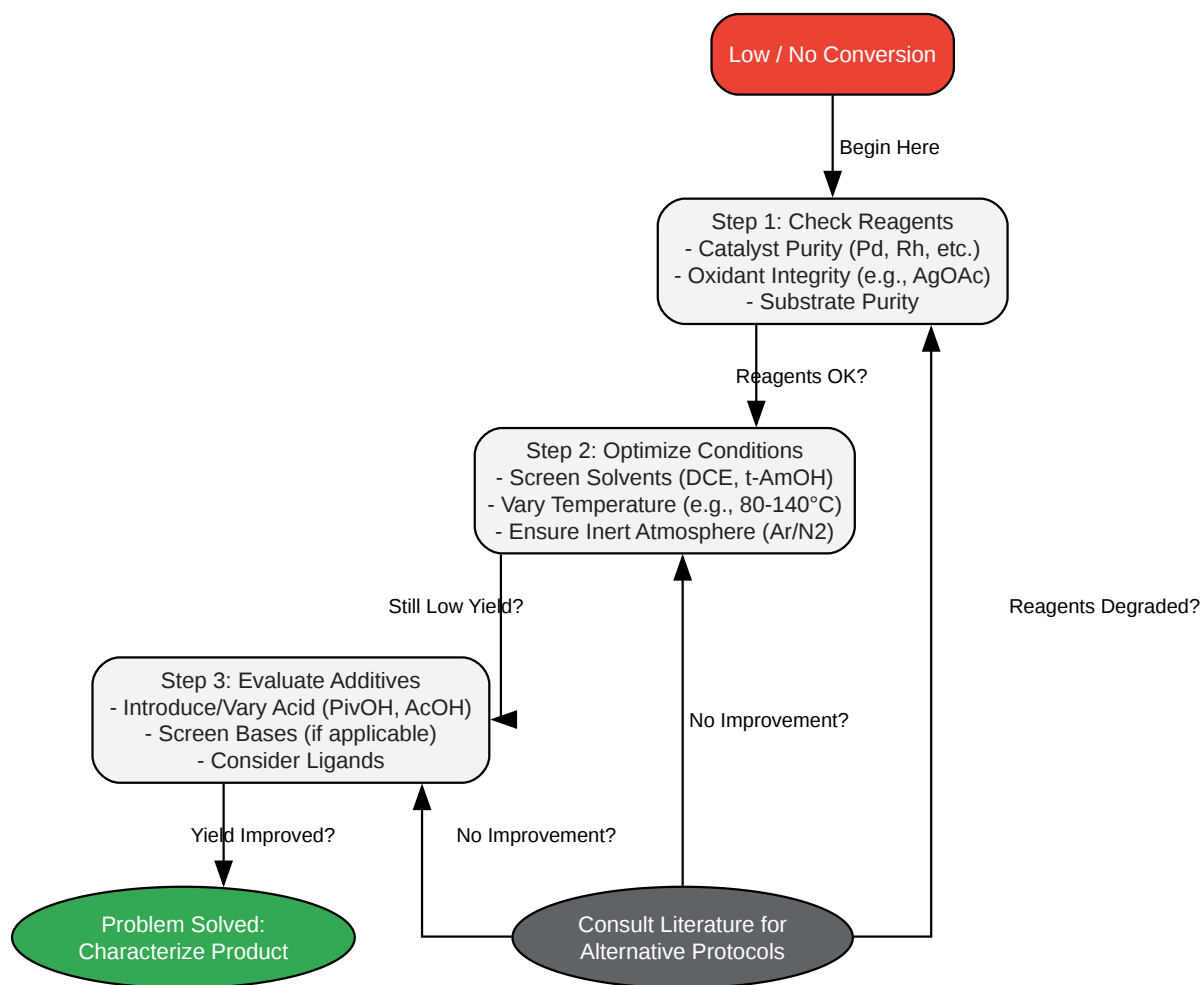 Low / No Conversion
Begin Here
Step 1: Check Reagents
- Catalyst Purity (Pd, Rh, etc.)
- Oxidant Integrity (e.g., AgOAc)
- Substrate Purity
Reagents OK?
Step 2: Optimize Conditions
- Screen Solvents (DCE, t-AmOH)
- Vary Temperature (e.g., 80-140°C)
- Ensure Inert Atmosphere (Ar/N2)
Still Low Yield?
Reagents Degraded?
Step 3: Evaluate Additives
- Introduce/Vary Acid (PivOH, AcOH)
- Screen Bases (if applicable)
- Consider Ligands
No Improvement?
Yield Improved?
No Improvement?
Problem Solved:
Characterize Product
Consult Literature for
Alternative Protocols